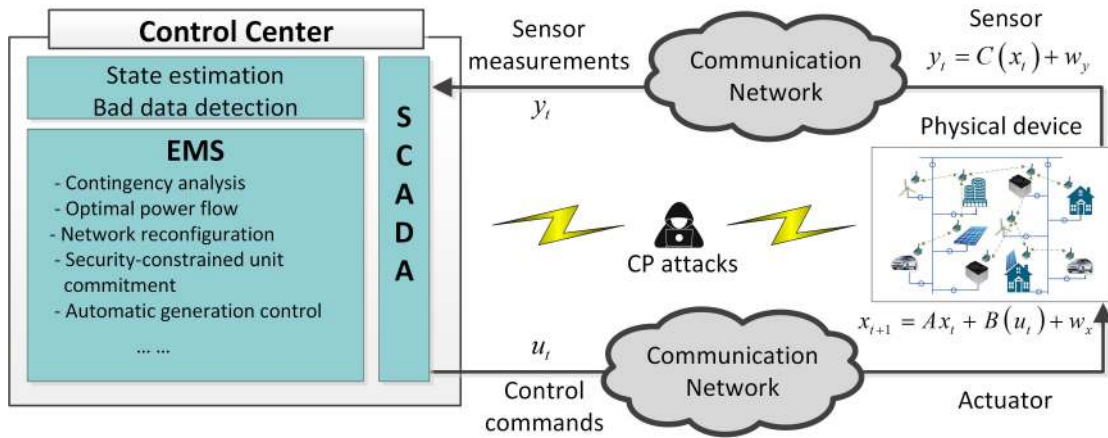 Control Center
State estimation
Bad data detection
EMS
- Contingency analysis
- Optimal power flow
- Network reconfiguration
- Security-constrained unit
commitment
- Automatic generation control
... ...
S
C
A
D
A
Sensor
measurements
y_t
Communication
Network
Sensor
y_t = C(x_t) + w_y
Physical device
CP attacks
x_{t+1} = Ax_t + B(u_t) + w_x
u_t
Control
commands
Communication
Network
Actuator